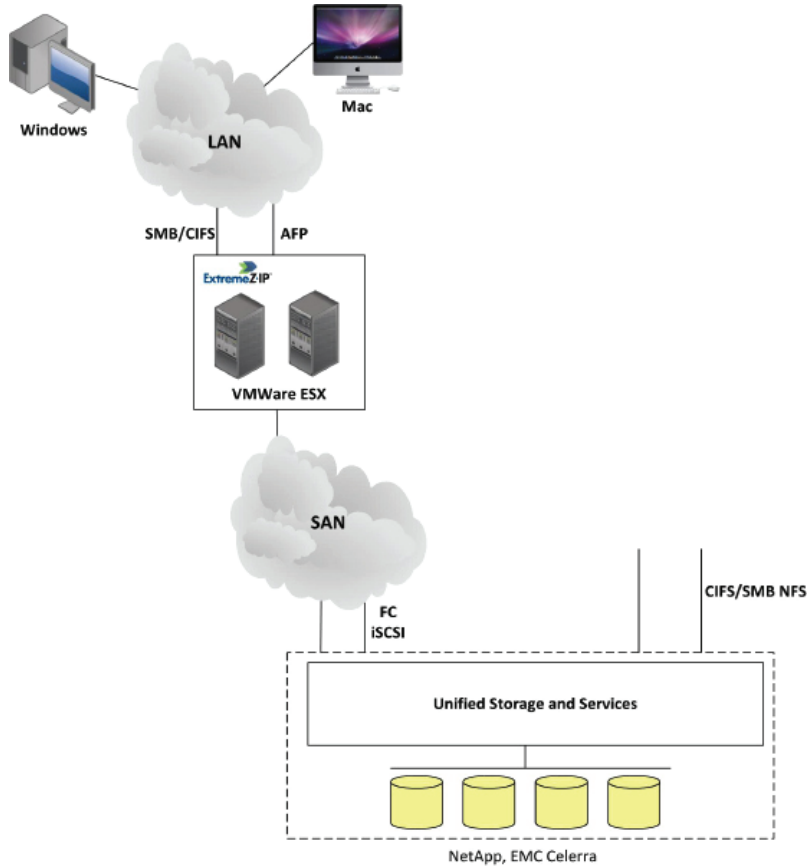 Windows
Mac
LAN
SMB/CIFS
AFP
ExtremeZ-IP
VMWare ESX
SAN
FC
iSCSI
CIFS/SMB NFS
Unified Storage and Services
NetApp, EMC Celerra